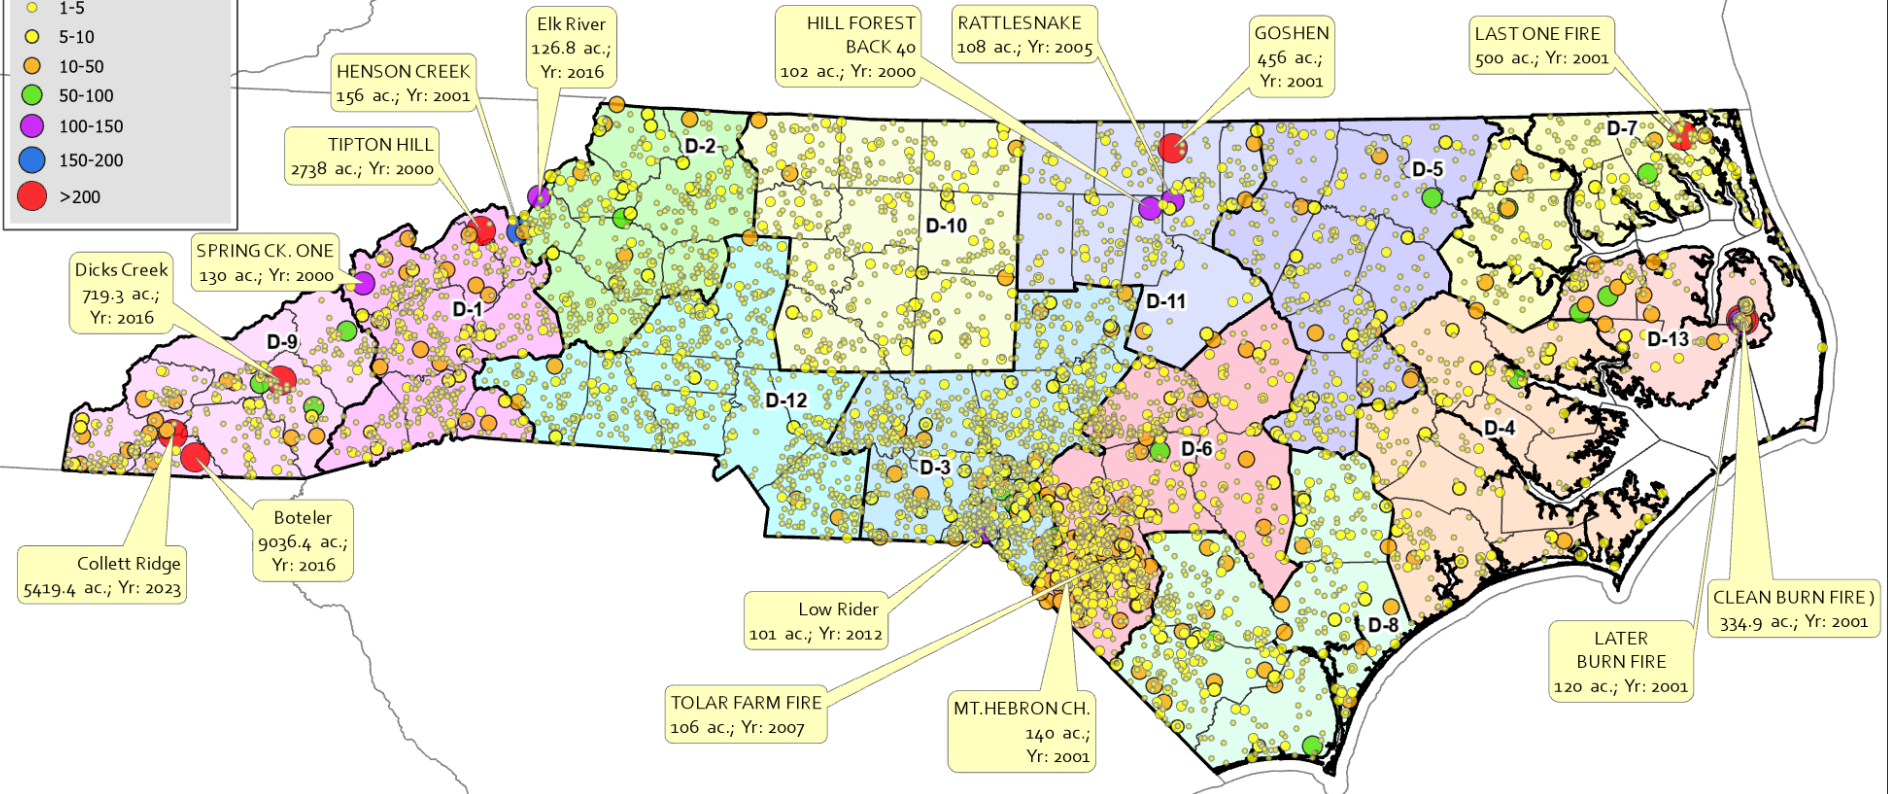 1-5
5-10
10-50
50-100
100-150
150-200
>200
Elk River
126.8 ac.;
Yr: 2016
HENSON CREEK
156 ac.; Yr: 2001
TIPTON HILL
2738 ac.; Yr: 2000
SPRING CK. ONE
130 ac.; Yr: 2000
Dicks Creek
719.3 ac.;
Yr: 2016
HILL FOREST
BACK 40
102 ac.; Yr: 2000
RATTLESNAKE
108 ac.; Yr: 2005
GOSHEN
456 ac.;
Yr: 2001
LAST ONE FIRE
500 ac.; Yr: 2001
D-2
D-10
D-5
D-7
D-1
D-9
D-11
D-13
D-12
D-3
D-6
D-4
D-8
Collett Ridge
5419.4 ac.; Yr: 2023
Boteler
9036.4 ac.;
Yr: 2016
Low Rider
101 ac.; Yr: 2012
TOLAR FARM FIRE
106 ac.; Yr: 2007
MT.HEBRON CH.
140 ac.;
Yr: 2001
LATER
BURN FIRE
120 ac.; Yr: 2001
CLEAN BURN FIRE )
334.9 ac.; Yr: 2001